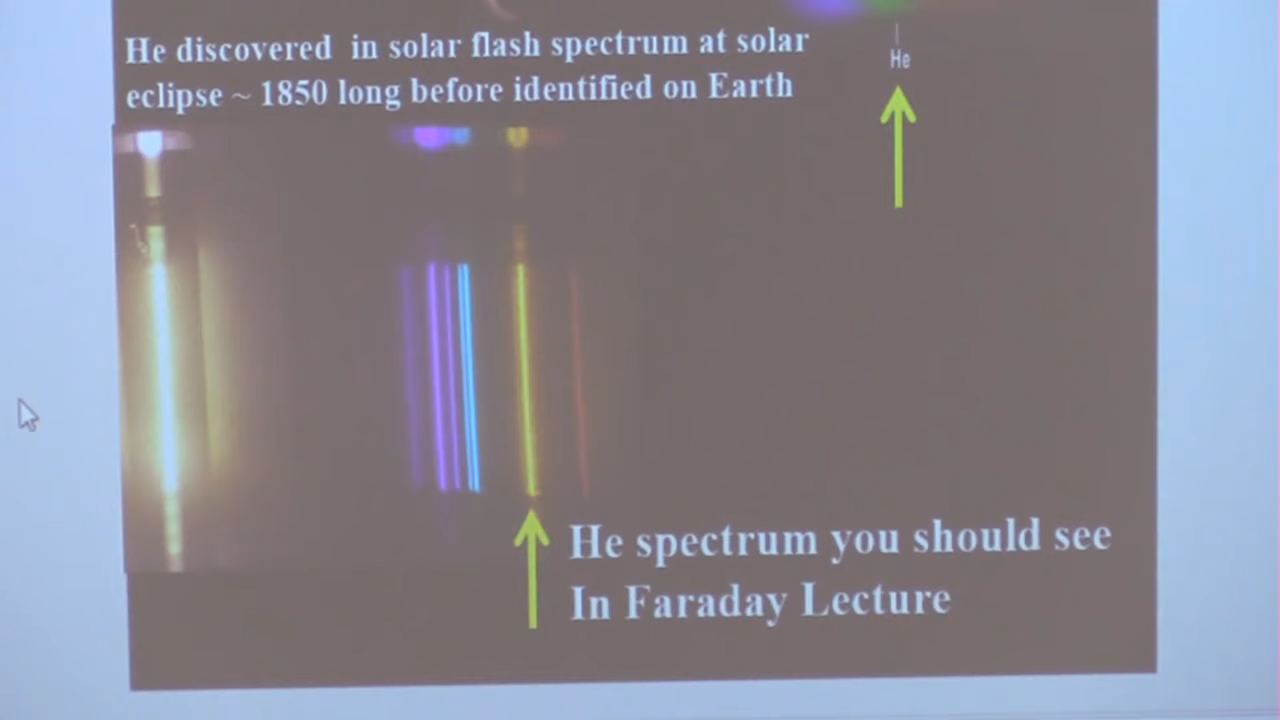 He discovered in solar flash spectrum at solar
eclipse ~ 1850 long before identified on Earth
He
He spectrum you should see
In Faraday Lecture